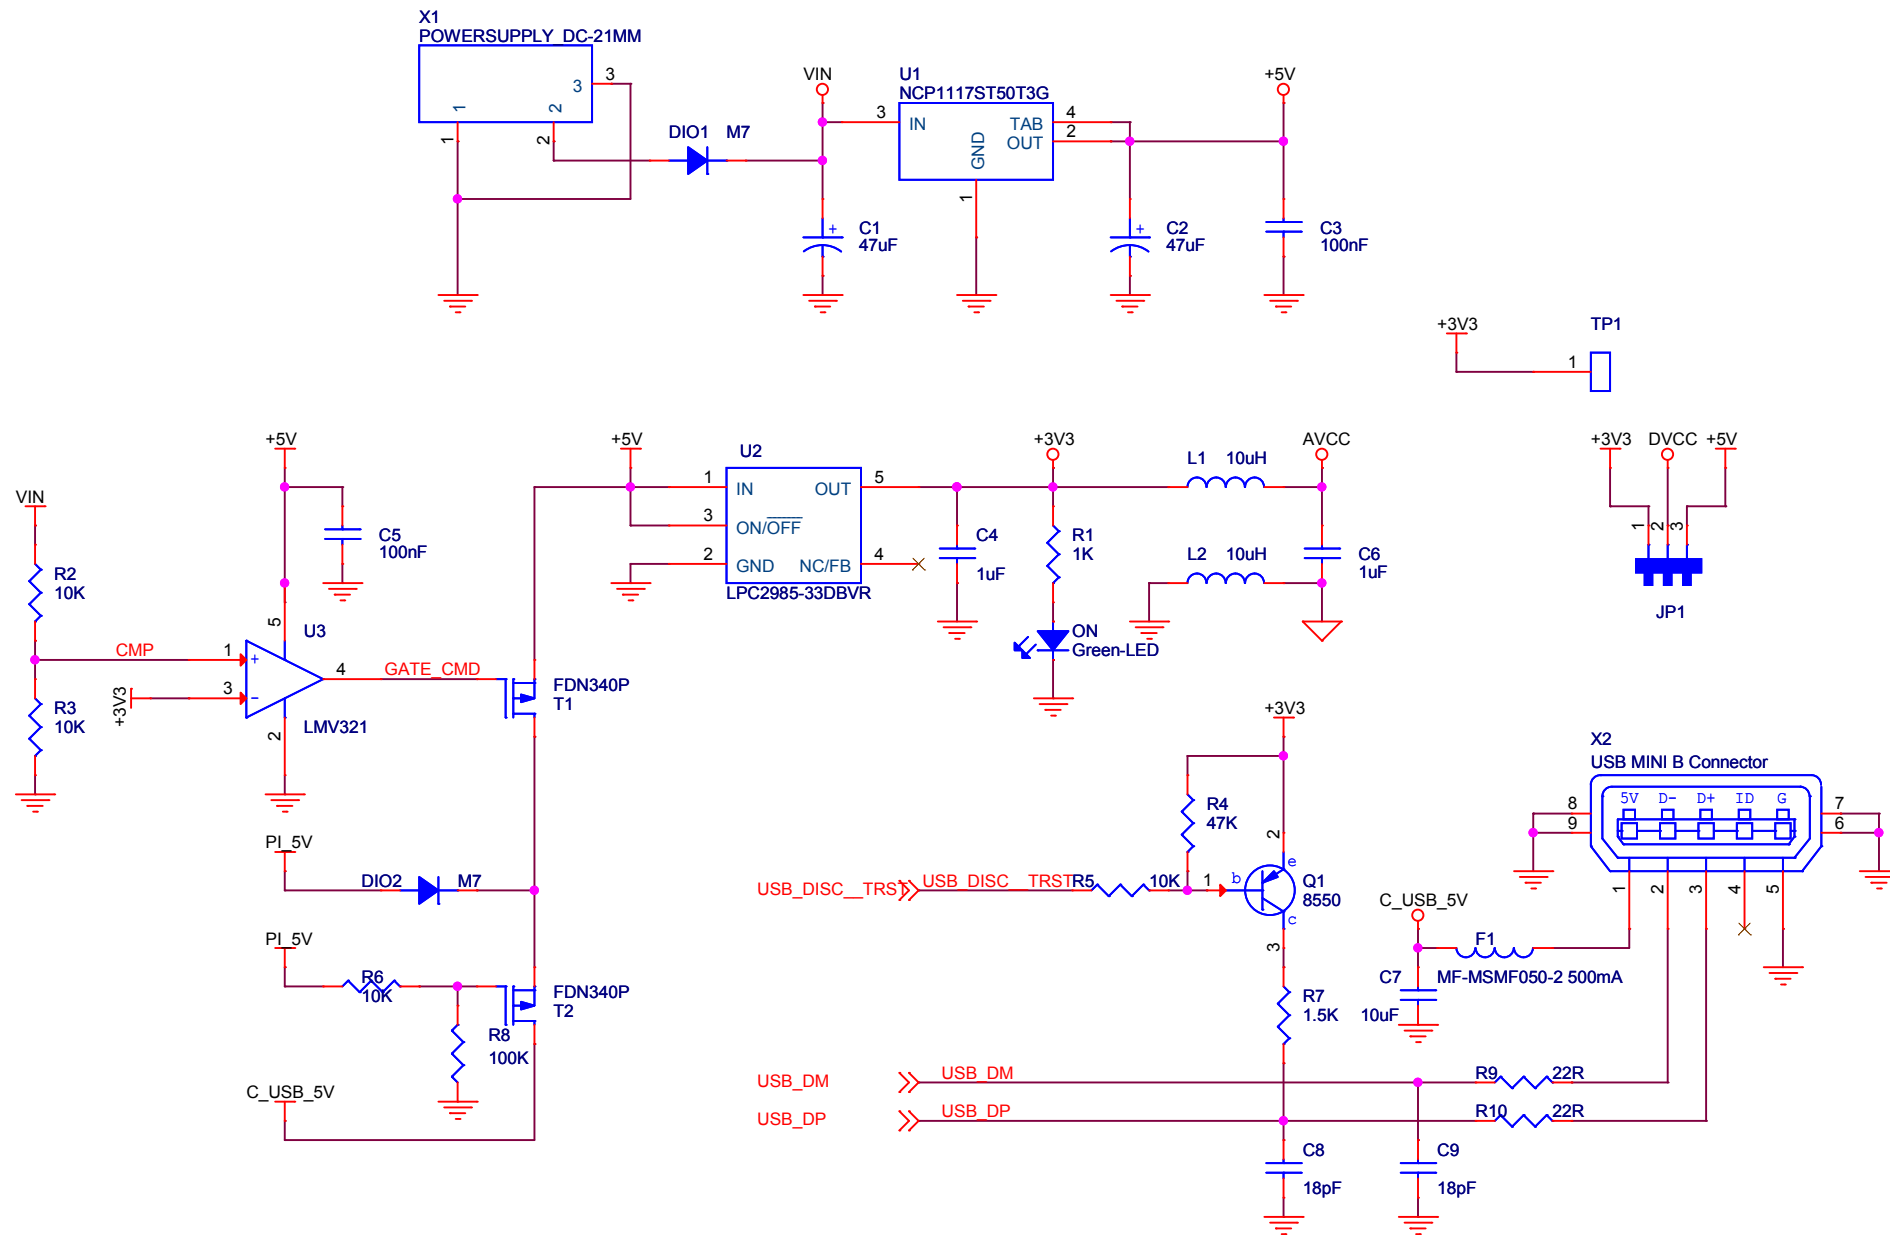 X1
POWERSUPPLY_DC-21MM
3
3
1
2
1
2
DIO1 M7
VIN
U1
NCP1117ST50T3G
3
IN
TAB
OUT
GND
4
2
1
+5V
+
C1
47uF
+
C2
47uF
C3
100nF
+3V3
TP1
1
+5V
C5
100nF
VIN
R2
10K
R3
10K
CMP
1
+
3
-
+3V3
5
U3
4
2
LMV321
GATE_CMD
FDN340P
T1
+5V
U2
1
IN
OUT
5
3
ON/OFF
2
GND
NC/FB
4
LPC2985-33DBVR
C4
1uF
+3V3
R1
1K
ON
Green-LED
L1 10uH
L2 10uH
AVCC
C6
1uF
+3V3 DVCC +5V
1
2
3
JP1
PI_5V
DIO2 M7
PI_5V
R6
10K
R8
100K
FDN340P
T2
C_USB_5V
+3V3
R4
47K
2
e
USB_DISC__TRST
USB_DISC__TRST
R5 10K
1
b
Q1
8550
c
3
R7
1.5K
X2
USB MINI B Connector
5V D- D+ ID G
8
9
7
6
1
2
3
4
5
C_USB_5V
F1
MF-MSMF050-2 500mA
C7
10uF
USB_DM
USB_DM
R9 22R
USB_DP
USB_DP
R10 22R
C8
18pF
C9
18pF